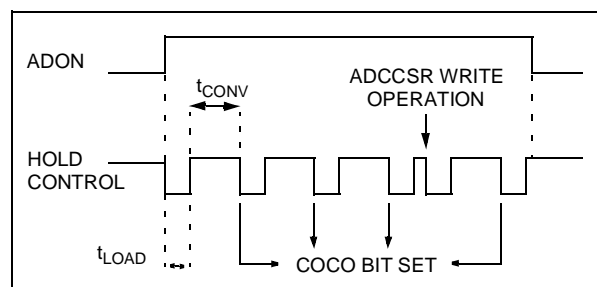 ADON
ADCCSR WRITE
OPERATION
tCONV
HOLD
CONTROL
tLOAD
COCO BIT SET